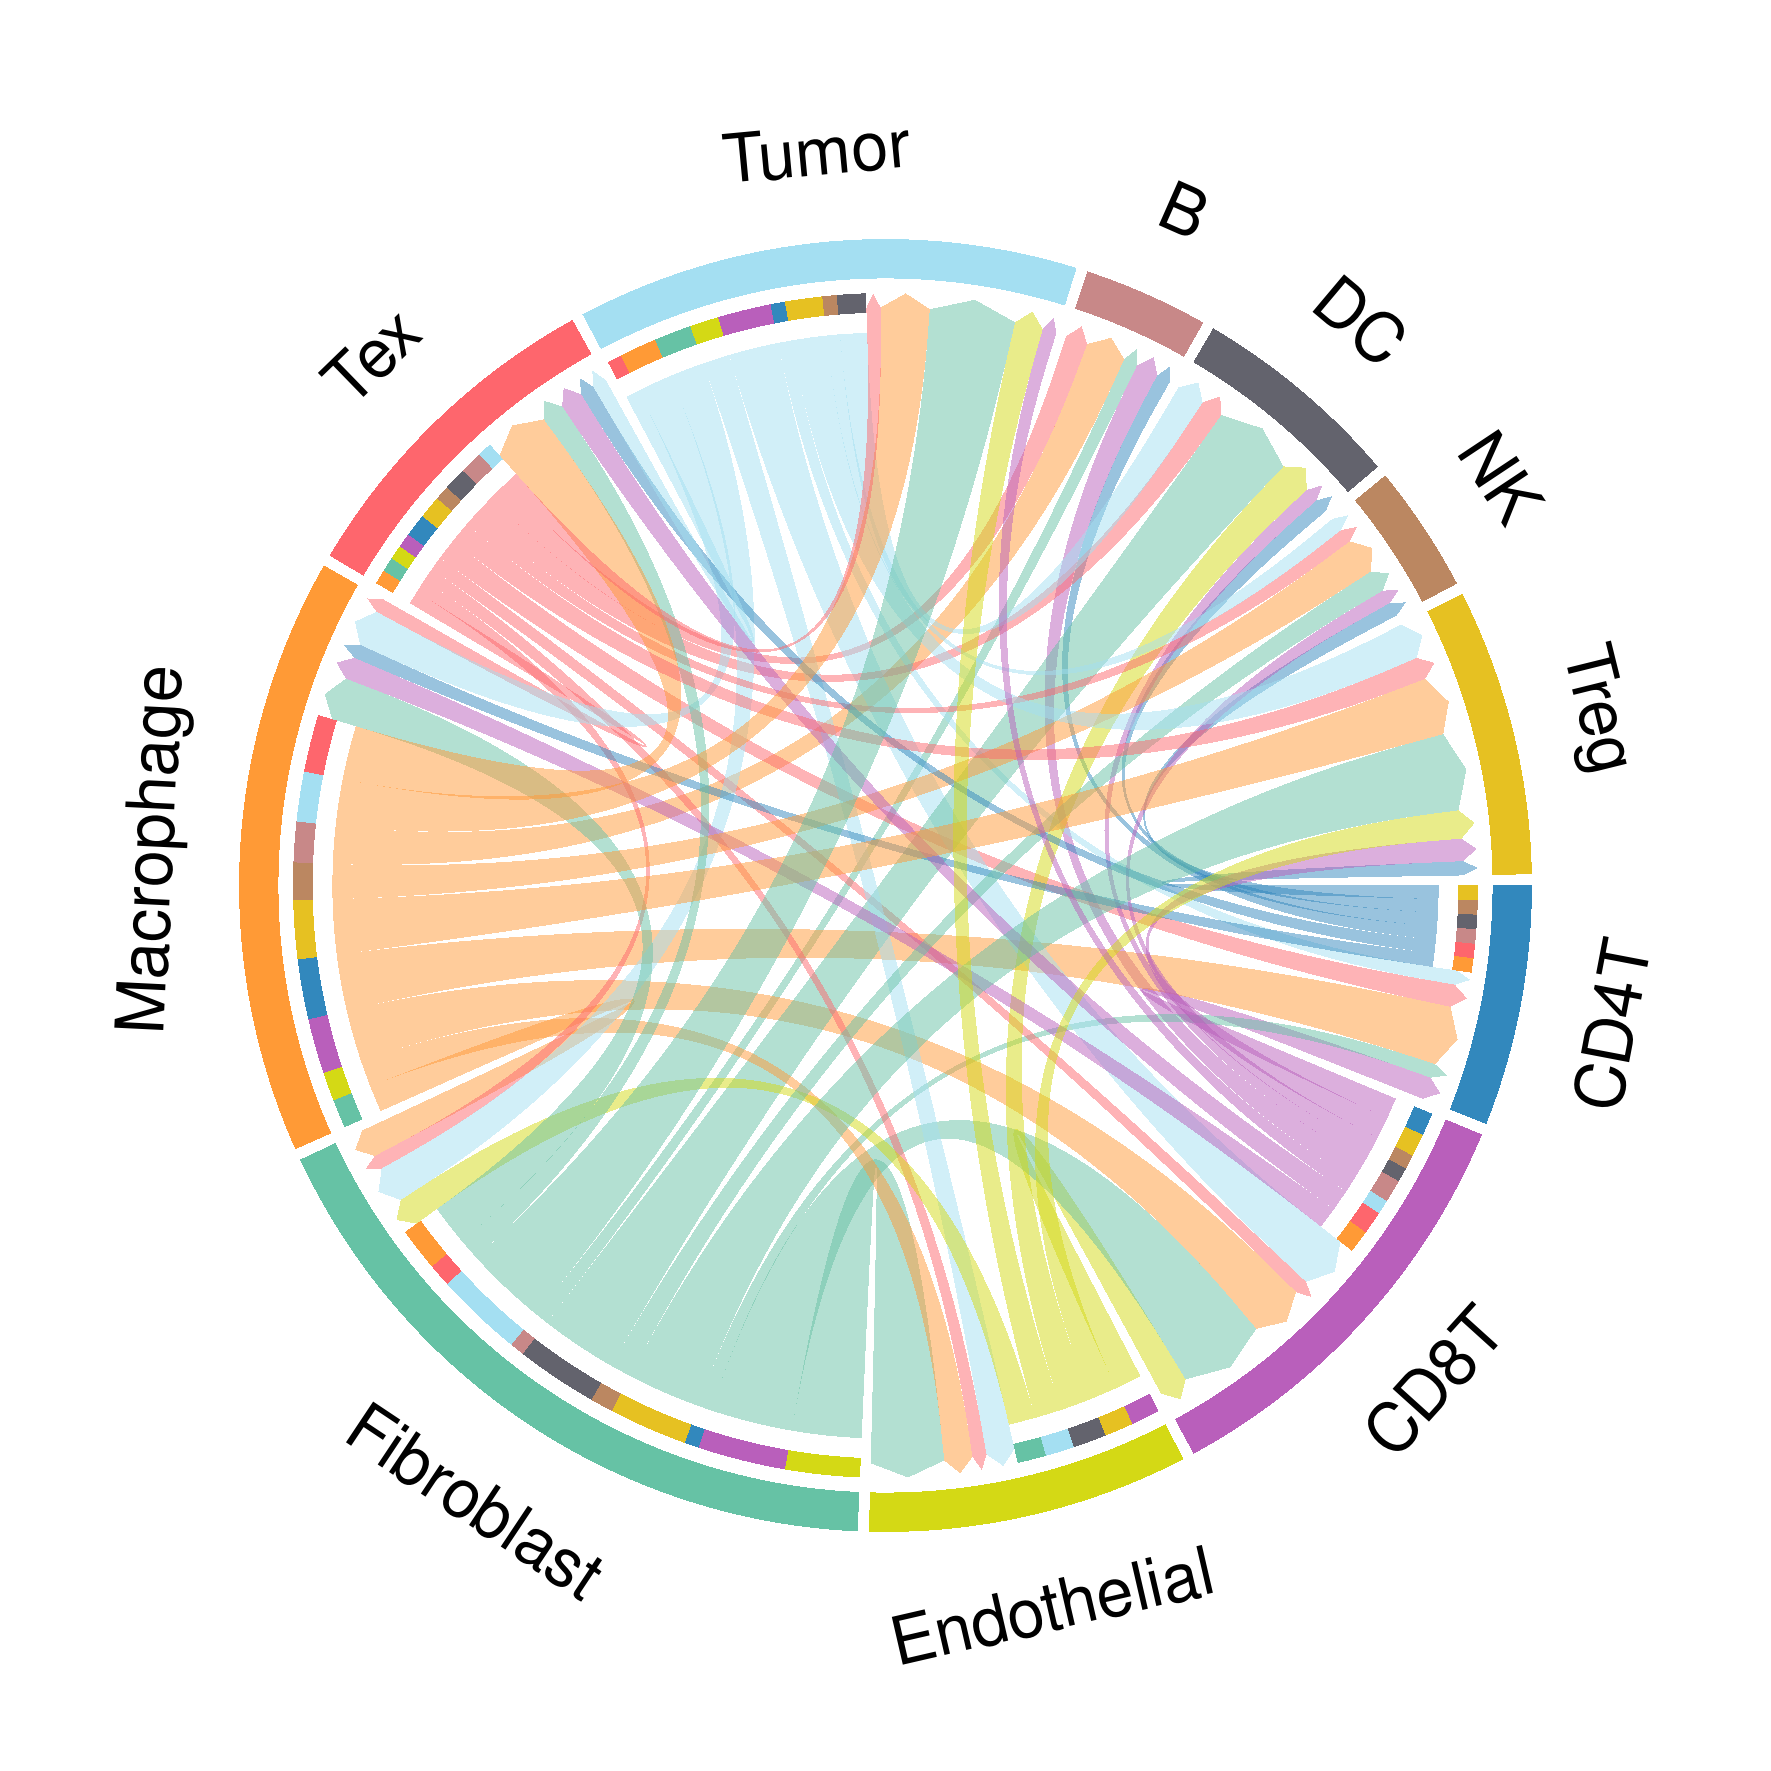 Tumor
B
DC
NK
Treg
CD4T
CD8T
Endothelial
Fibroblast
Macrophage
Tex